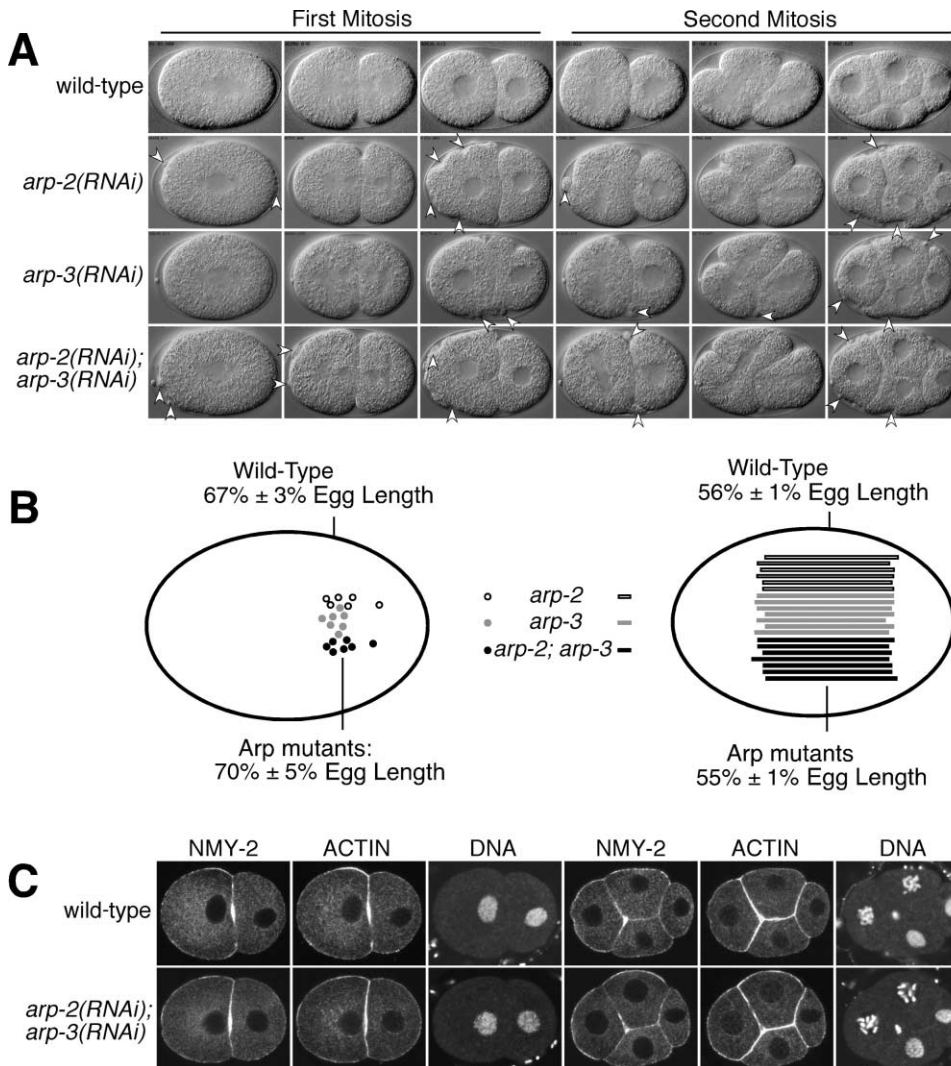 First Mitosis
Second Mitosis
A
wild-type
arp-2(RNAi)
arp-3(RNAi)
arp-2(RNAi);
arp-3(RNAi)
B
Wild-Type
67% ± 3% Egg Length
Arp mutants:
70% ± 5% Egg Length
arp-2
arp-3
arp-2; arp-3
Wild-Type
56% ± 1% Egg Length
Arp mutants
55% ± 1% Egg Length
C
NMY-2 ACTIN DNA NMY-2 ACTIN DNA
wild-type
arp-2(RNAi);
arp-3(RNAi)